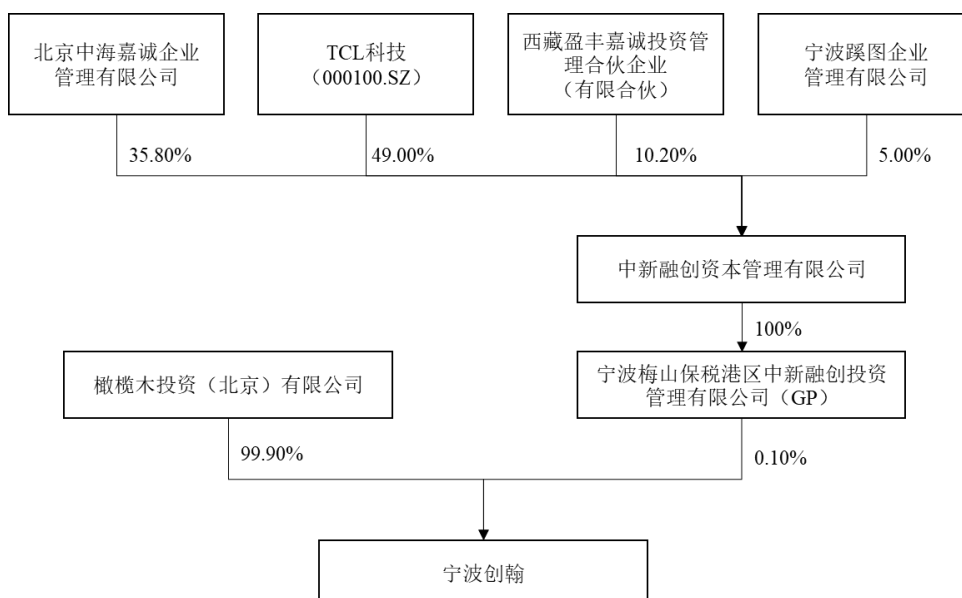 北京中海嘉诚企业
管理有限公司
TCL科技
（000100.SZ）
西藏盈丰嘉诚投资管
理合伙企业
（有限合伙）
宁波蹊图企业
管理有限公司
35.80%
49.00%
10.20%
5.00%
中新融创资本管理有限公司
100%
橄榄木投资（北京）有限公司
宁波梅山保税港区中新融创投资
管理有限公司（GP）
99.90%
0.10%
宁波创翰